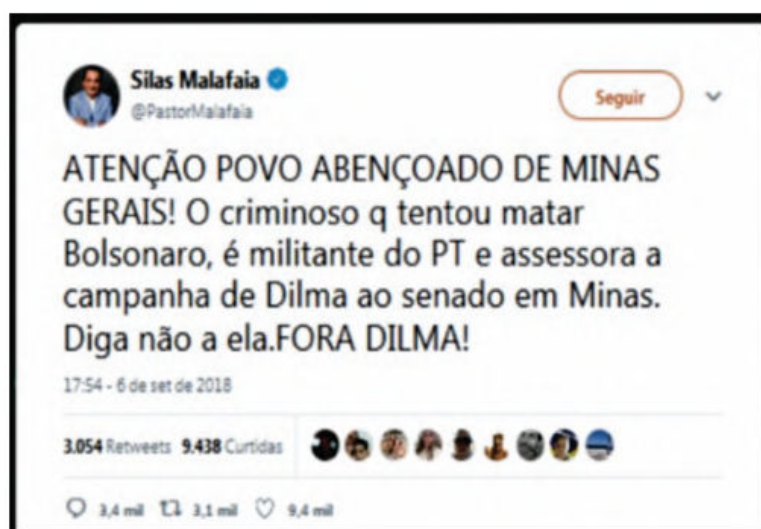 Silas Malafaia
@PastorMalafaia
Seguir
ATENÇÃO POVO ABENÇOADO DE MINAS
GERAIS! O criminoso q tentou matar
Bolsonaro, é militante do PT e assessora a
campanha de Dilma ao senado em Minas.
Diga não a ela.FORA DILMA!
17:54 - 6 de set de 2018
3.054 Retweets 9.438 Curtidas
3,4 mil 3,1 mil 9,4 mil